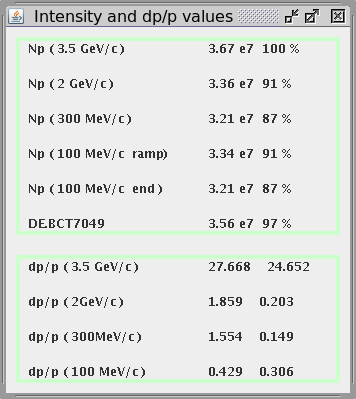 Intensity and dp/p values
Np (3.5 GeV/c) 3.67 e7 100 %
Np (2 GeV/c) 3.36 e7 91 %
Np (300 MeV/c) 3.21 e7 87 %
Np (100 MeV/c ramp) 3.34 e7 91 %
Np (100 MeV/c end) 3.21 e7 87 %
DE.BCT7049 3.56 e7 97 %
dp/p (3.5 GeV/c) 27.668 24.652
dp/p (2GeV/c) 1.859 0.203
dp/p (300MeV/c) 1.554 0.149
dp/p (100 MeV/c) 0.429 0.306